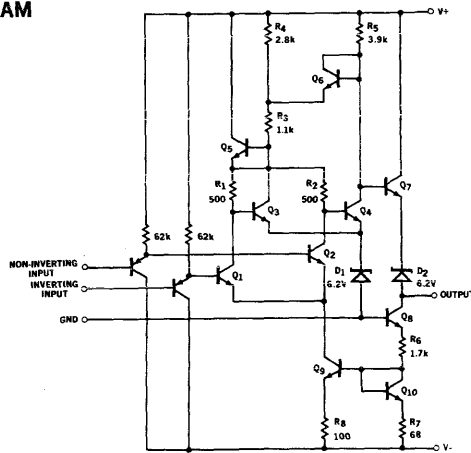 AM
V+
R4
2.8k
R5
3.9k
Q6
R3
1.1k
Q5
R1
500
R2
500
Q3
Q4
Q7
62k
62k
NON-INVERTING
INPUT
INVERTING
INPUT
Q1
Q2
D1
6.2V
D2
6.2V
OUTPUT
GND
Q8
R6
1.7k
Q9
Q10
R8
100
R7
68
V-